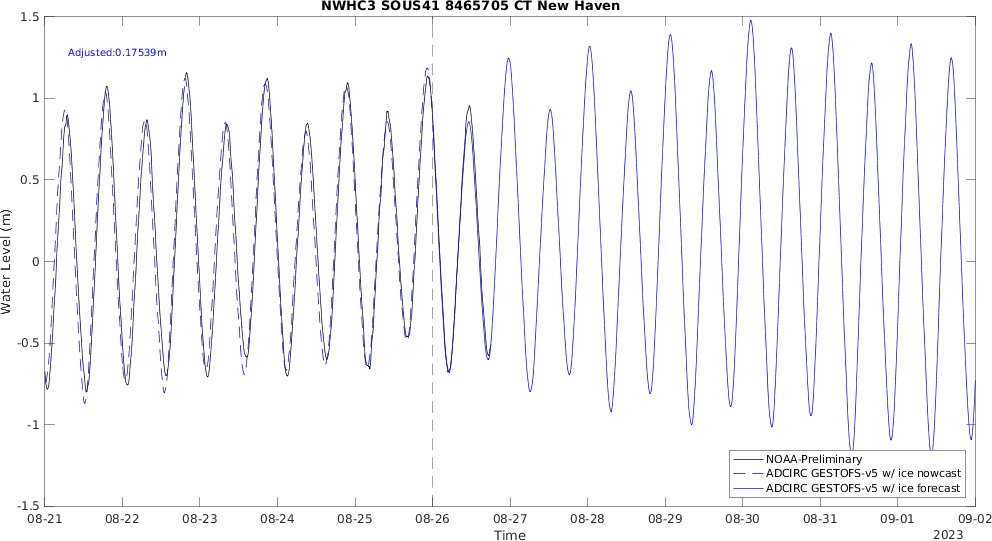 NWHC3 SOUS41 8465705 CT New Haven
Adjusted:0.17539m
Water Level (m)
1.5
1
0.5
0
-0.5
-1
-1.5
NOAA-Preliminary
ADCIRC GESTOFS-v5 w/ ice nowcast
ADCIRC GESTOFS-v5 w/ ice forecast
08-21 08-22 08-23 08-24 08-25 08-26 08-27 08-28 08-29 08-30 08-31 09-01 09-02
Time
2023